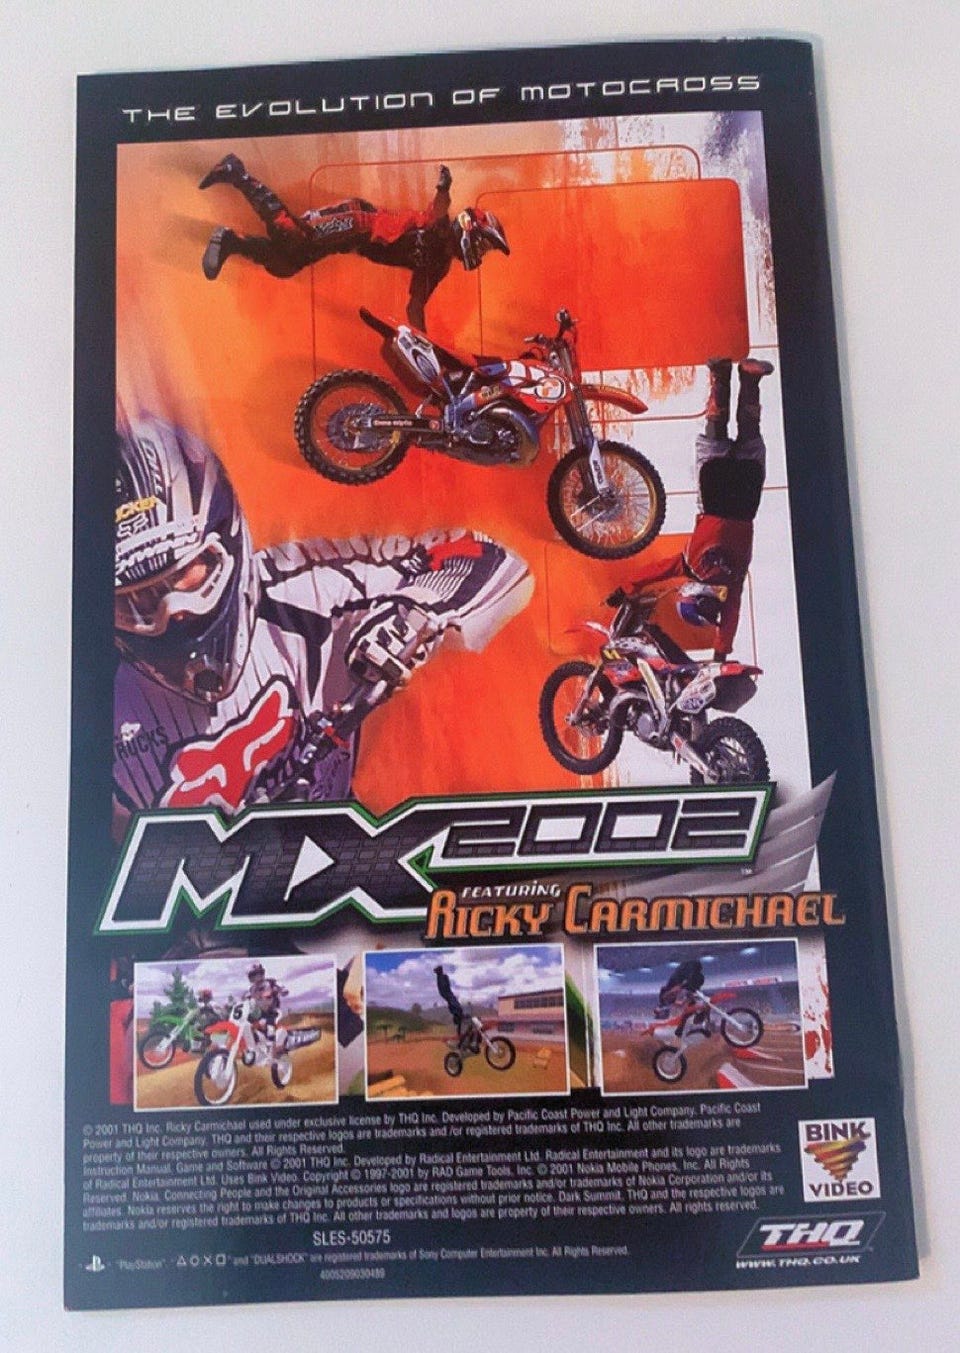 THE EVOLUTION OF MOTOCROSS
THQ
FOX
RUCKS
MX 2002
™
FEATURING
RICKY CARMICHAEL
© 2001 THQ Inc. Ricky Carmichael used under exclusive license by THQ Inc. Developed by Pacific Coast Power and Light Company. Pacific Coast
Power and Light Company, THQ and their respective logos are trademarks and /or registered trademarks of THQ Inc. All other trademarks are
property of their respective owners. All Rights Reserved.
Instruction Manual. Game and Software © 2001 THQ Inc. Developed by Radical Entertainment Ltd. Radical Entertainment and its logo are trademarks
of Radical Entertainment Ltd. Uses Bink Video. Copyright © 1997-2001 by RAD Game Tools, Inc. © 2001 Nokia Mobile Phones, Inc. All Rights
Reserved. Nokia, Connecting People and the Original Accessories logo are registered trademarks and/or trademarks of Nokia Corporation and/or its
affiliates. Nokia reserves the right to make changes to products or specifications without prior notice. Dark Summit, THQ and the respective logos are
trademarks and/or registered trademarks of THQ Inc. All other trademarks and logos are property of their respective owners. All rights reserved.
BINK
VIDEO
SLES-50575
"PlayStation", "△○X□" and "DUALSHOCK" are registered trademarks of Sony Computer Entertainment Inc. All Rights Reserved.
4005209030489
THQ
WWW.THQ.CO.UK